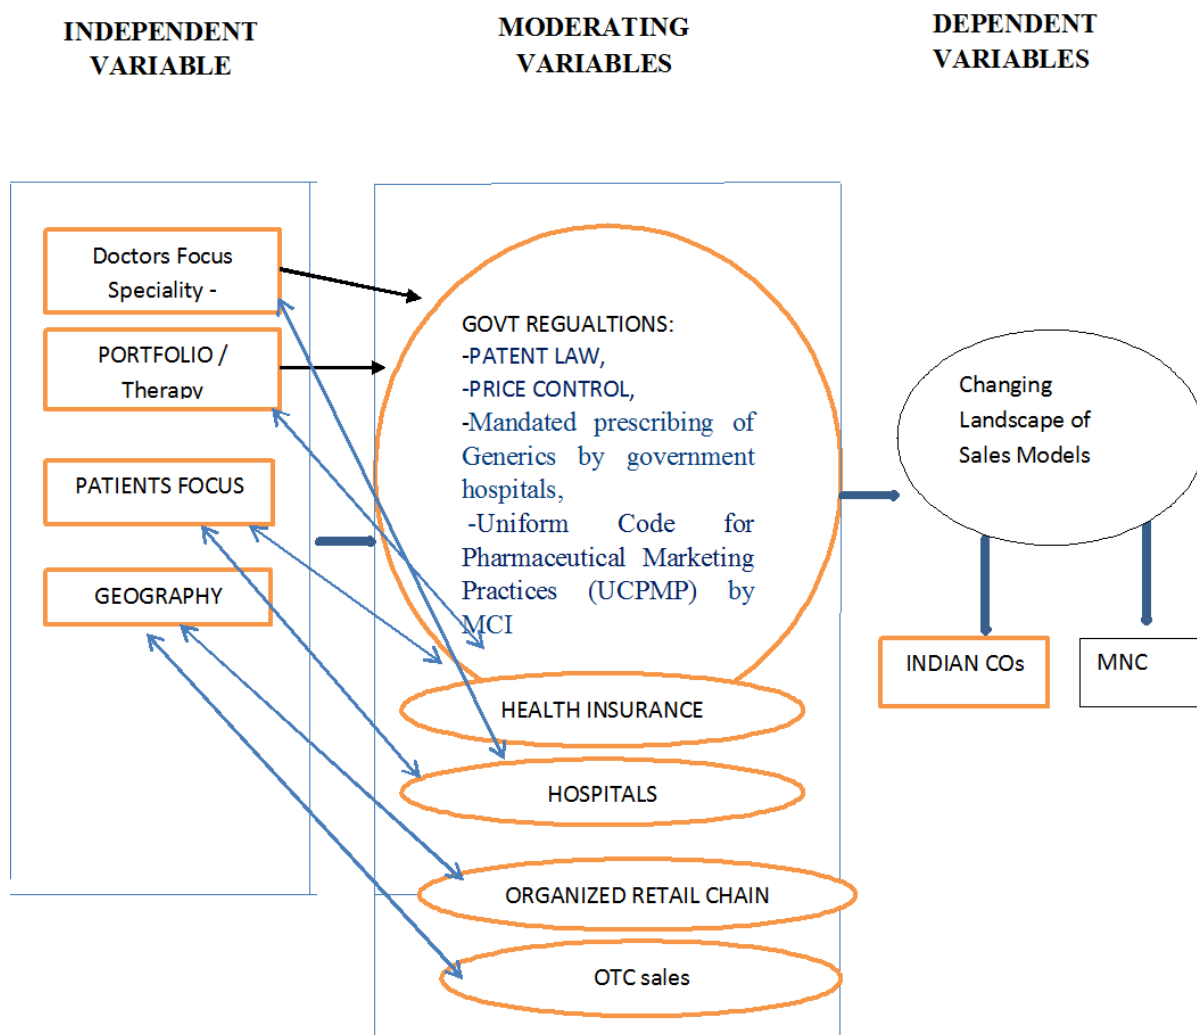 INDEPENDENT
VARIABLE
MODERATING
VARIABLES
DEPENDENT
VARIABLES
Doctors Focus
Speciality -
PORTFOLIO /
Therapy
PATIENTS FOCUS
GEOGRAPHY
GOVT REGUALTIONS:
-PATENT LAW,
-PRICE CONTROL,
-Mandated prescribing of
Generics by government
hospitals,
-Uniform Code for
Pharmaceutical Marketing
Practices (UCPMP) by
MCI
HEALTH INSURANCE
HOSPITALS
ORGANIZED RETAIL CHAIN
OTC sales
Changing
Landscape of
Sales Models
INDIAN COs
MNC